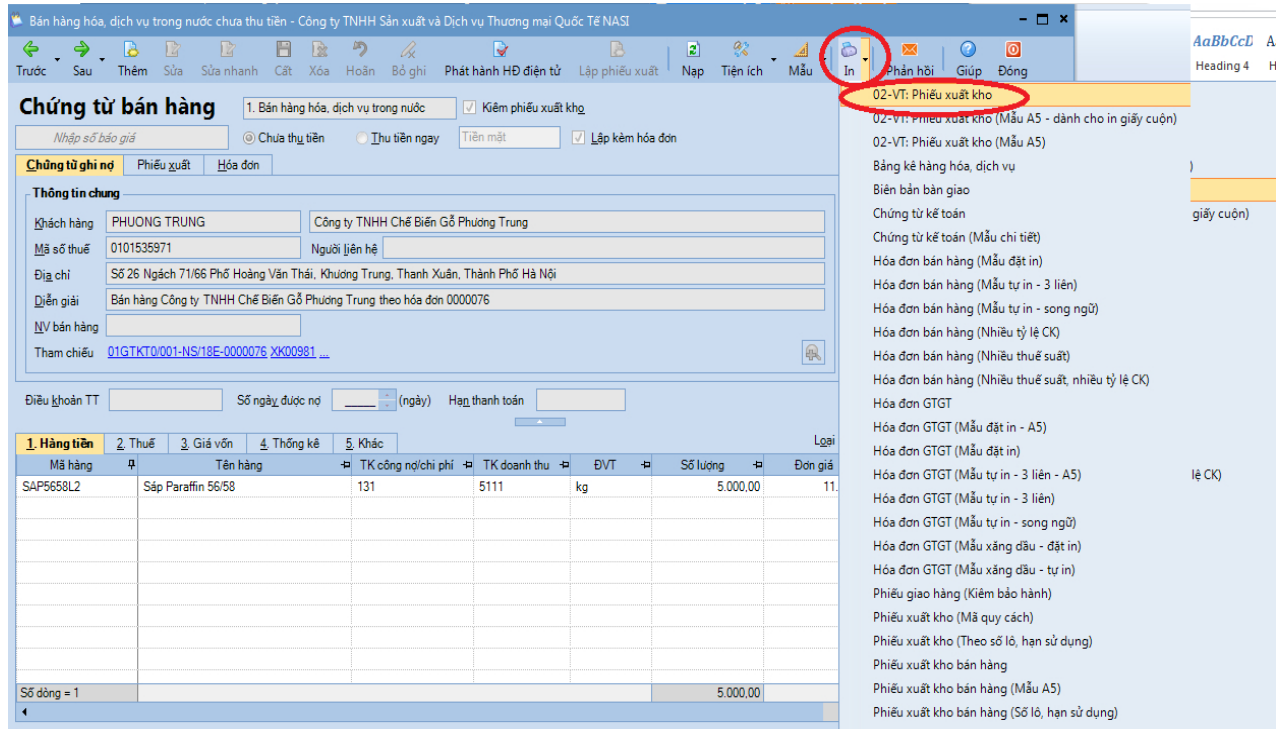 Bán hàng hóa, dịch vụ trong nước chưa thu tiền - Công ty TNHH Sản xuất và Dịch vụ Thương mại Quốc Tế NASI
Trước Sau Thêm Sửa Sửa nhanh Cất Xóa Hoãn Bỏ ghi Phát hành HĐ điện tử Lập phiếu xuất Nạp Tiện ích Mẫu In Phản hồi Giúp Đóng
AaBbCcD A
Heading 4 H
Chứng từ bán hàng 1. Bán hàng hóa, dịch vụ trong nước Kiêm phiếu xuất kho
Nhập số báo giá Chưa thu tiền Thu tiền ngay Tiền mặt Lập kèm hóa đơn
Chứng từ ghi nợ Phiếu xuất Hóa đơn
Thông tin chung
Khách hàng PHUONG TRUNG Công ty TNHH Chế Biến Gỗ Phương Trung
Mã số thuế 0101535971 Người liên hệ
Địa chỉ Số 26 Ngách 71/66 Phố Hoàng Văn Thái, Khương Trung, Thanh Xuân, Thành Phố Hà Nội
Diễn giải Bán hàng Công ty TNHH Chế Biến Gỗ Phương Trung theo hóa đơn 0000076
NV bán hàng
Tham chiếu 01GTKT0/001-NS/18E-0000076 XK00981 ...
Điều khoản TT Số ngày được nợ (ngày) Hạn thanh toán
1. Hàng tiền 2. Thuế 3. Giá vốn 4. Thống kê 5. Khác Loại
Mã hàng Tên hàng TK công nợ/chi phí TK doanh thu ĐVT Số lượng Đơn giá
SAP5658L2 Sáp Paraffin 56/58 131 5111 kg 5.000,00 11.
Số dòng = 1 5.000,00
02-VT: Phiếu xuất kho
02-VT: Phiếu xuất kho (Mẫu A5 - dành cho in giấy cuộn)
02-VT: Phiếu xuất kho (Mẫu A5)
Bảng kê hàng hóa, dịch vụ
)
Biên bản bàn giao
Chứng từ kế toán
giấy cuộn)
Chứng từ kế toán (Mẫu chi tiết)
Hóa đơn bán hàng (Mẫu đặt in)
Hóa đơn bán hàng (Mẫu tự in - 3 liên)
Hóa đơn bán hàng (Mẫu tự in - song ngữ)
Hóa đơn bán hàng (Nhiều tỷ lệ CK)
Hóa đơn bán hàng (Nhiều thuế suất)
Hóa đơn bán hàng (Nhiều thuế suất, nhiều tỷ lệ CK)
Hóa đơn GTGT
Hóa đơn GTGT (Mẫu đặt in - A5)
Hóa đơn GTGT (Mẫu đặt in)
Hóa đơn GTGT (Mẫu tự in - 3 liên - A5)
lệ CK)
Hóa đơn GTGT (Mẫu tự in - 3 liên)
Hóa đơn GTGT (Mẫu tự in - song ngữ)
Hóa đơn GTGT (Mẫu xăng dầu - đặt in)
Hóa đơn GTGT (Mẫu xăng dầu - tự in)
Phiếu giao hàng (Kiêm bảo hành)
Phiếu xuất kho (Mã quy cách)
Phiếu xuất kho (Theo số lô, hạn sử dụng)
Phiếu xuất kho bán hàng
Phiếu xuất kho bán hàng (Mẫu A5)
Phiếu xuất kho bán hàng (Số lô, hạn sử dụng)